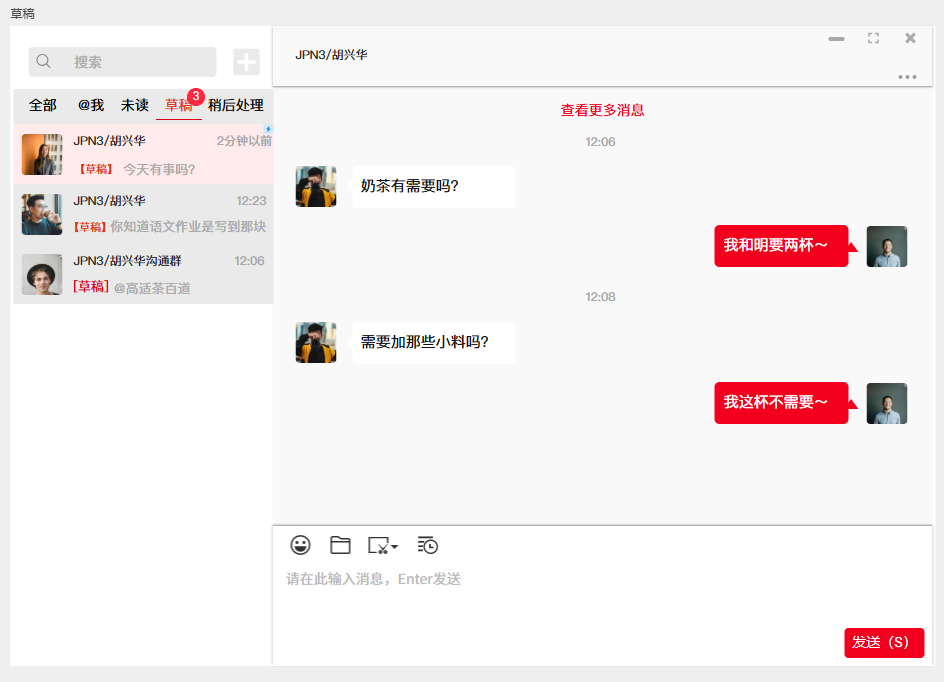 草稿
搜索
全部 @我 未读 草稿 3 稍后处理
JPN3/胡兴华 2分钟以前
【草稿】 今天有事吗?
JPN3/胡兴华 12:23
【草稿】你知道语文作业是写到那块
JPN3/胡兴华沟通群 12:06
[草稿] @高适茶百道
JPN3/胡兴华
查看更多消息
12:06
奶茶有需要吗?
我和明要两杯～
12:08
需要加那些小料吗?
我这杯不需要～
请在此输入消息，Enter发送
发送（S）